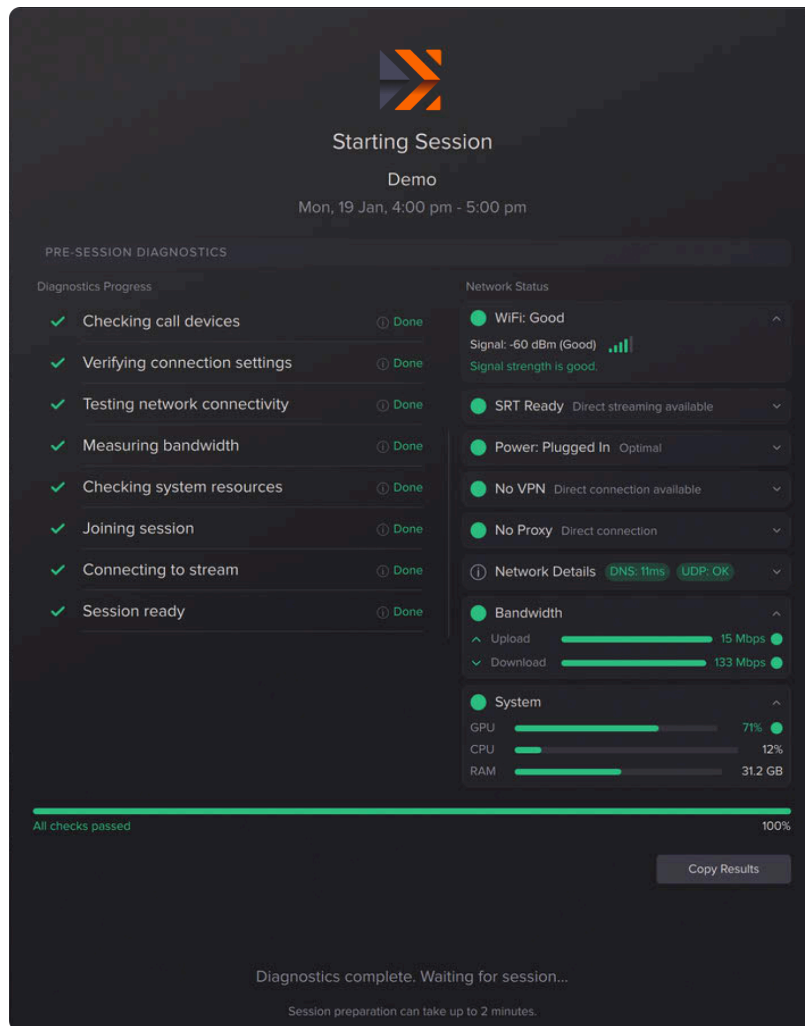 Starting Session
Demo
Mon, 19 Jan, 4:00 pm - 5:00 pm
PRE-SESSION DIAGNOSTICS
Diagnostics Progress
Checking call devices Done
Verifying connection settings Done
Testing network connectivity Done
Measuring bandwidth Done
Checking system resources Done
Joining session Done
Connecting to stream Done
Session ready Done
Network Status
WiFi: Good
Signal: -60 dBm (Good)
Signal strength is good.
SRT Ready Direct streaming available
Power: Plugged In Optimal
No VPN Direct connection available
No Proxy Direct connection
Network Details DNS: 11ms UDP: OK
Bandwidth
Upload 15 Mbps
Download 133 Mbps
System
GPU 71%
CPU 12%
RAM 31.2 GB
All checks passed 100%
Copy Results
Diagnostics complete. Waiting for session...
Session preparation can take up to 2 minutes.